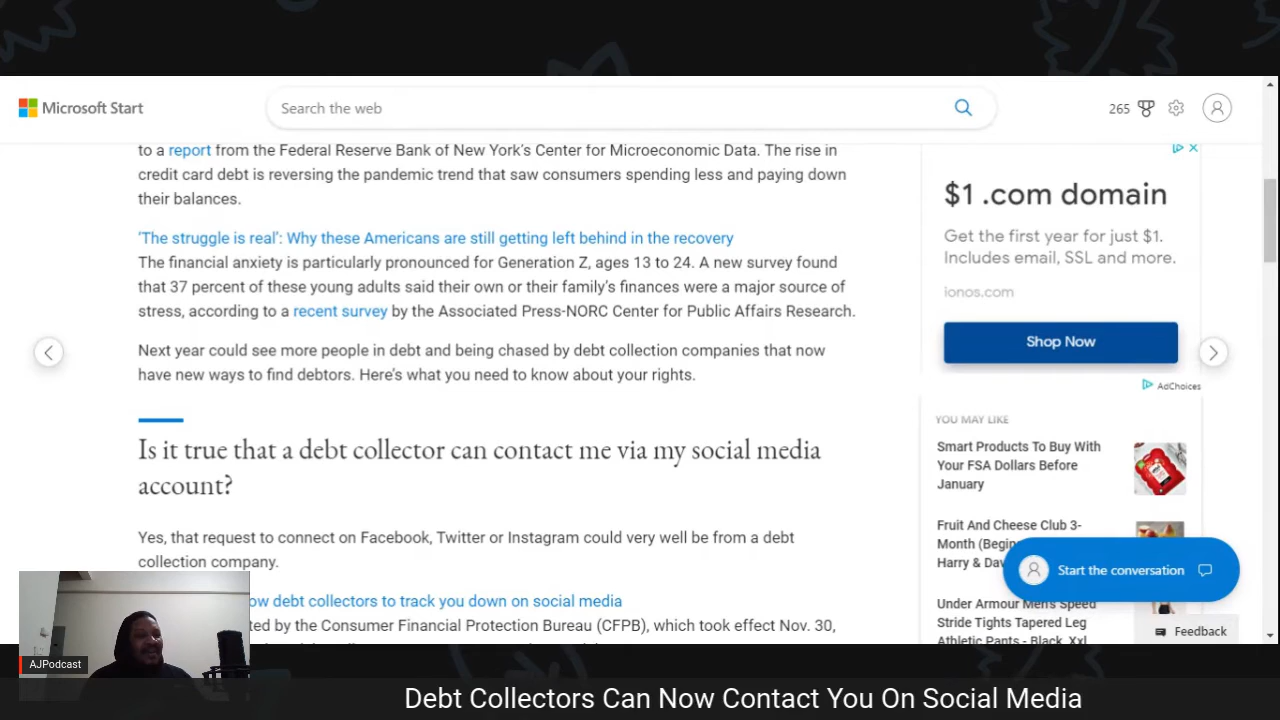 Microsoft Start
Search the web
265
to a report from the Federal Reserve Bank of New York's Center for Microeconomic Data. The rise in
credit card debt is reversing the pandemic trend that saw consumers spending less and paying down
their balances.
'The struggle is real': Why these Americans are still getting left behind in the recovery
The financial anxiety is particularly pronounced for Generation Z, ages 13 to 24. A new survey found
that 37 percent of these young adults said their own or their family's finances were a major source of
stress, according to a recent survey by the Associated Press-NORC Center for Public Affairs Research.
Next year could see more people in debt and being chased by debt collection companies that now
have new ways to find debtors. Here's what you need to know about your rights.
Is it true that a debt collector can contact me via my social media
account?
Yes, that request to connect on Facebook, Twitter or Instagram could very well be from a debt
collection company.
ow debt collectors to track you down on social media
ted by the Consumer Financial Protection Bureau (CFPB), which took effect Nov. 30,
$1 .com domain
Get the first year for just $1.
Includes email, SSL and more.
ionos.com
Shop Now
AdChoices
YOU MAY LIKE
Smart Products To Buy With
Your FSA Dollars Before
January
Fruit And Cheese Club 3-
Month (Begin
Harry & Dav
Start the conversation
Under Armour Men's Speed
Stride Tights Tapered Leg
Athletic Pants - Black, Xxl
Feedback
AJPodcast
Debt Collectors Can Now Contact You On Social Media